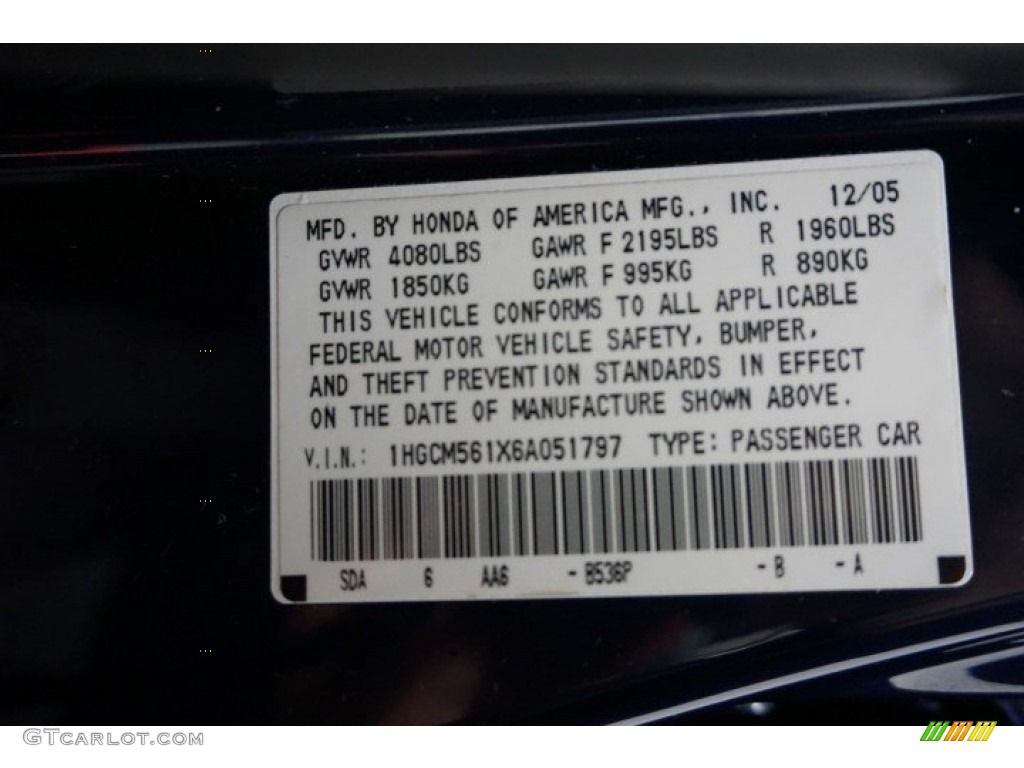 MFD. BY HONDA OF AMERICA MFG., INC. 12/05
GVWR 4080LBS GAWR F 2195LBS R 1960LBS
GVWR 1850KG GAWR F 995KG R 890KG
THIS VEHICLE CONFORMS TO ALL APPLICABLE
FEDERAL MOTOR VEHICLE SAFETY, BUMPER,
AND THEFT PREVENTION STANDARDS IN EFFECT
ON THE DATE OF MANUFACTURE SHOWN ABOVE.
V.I.N.: 1HGCM561X6A051797 TYPE: PASSENGER CAR
SDA 6 AA6 -B536P -B -A
GTCARLOT.COM